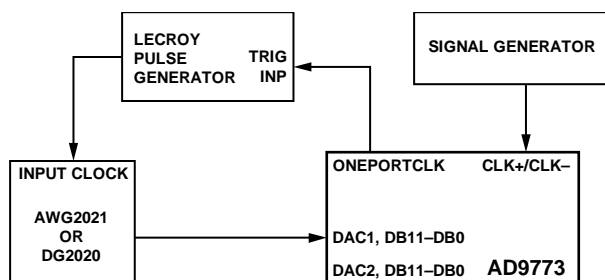 LECROY
PULSE
GENERATOR
TRIG
INP
SIGNAL GENERATOR
INPUT CLOCK
AWG2021
OR
DG2020
ONEPORTCLK
CLK+/CLK–
DAC1, DB11–DB0
DAC2, DB11–DB0
AD9773